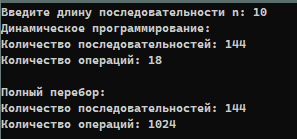 Введите длину последовательности n: 10
Динамическое программирование:
Количество последовательностей: 144
Количество операций: 18
Полный перебор:
Количество последовательностей: 144
Количество операций: 1024